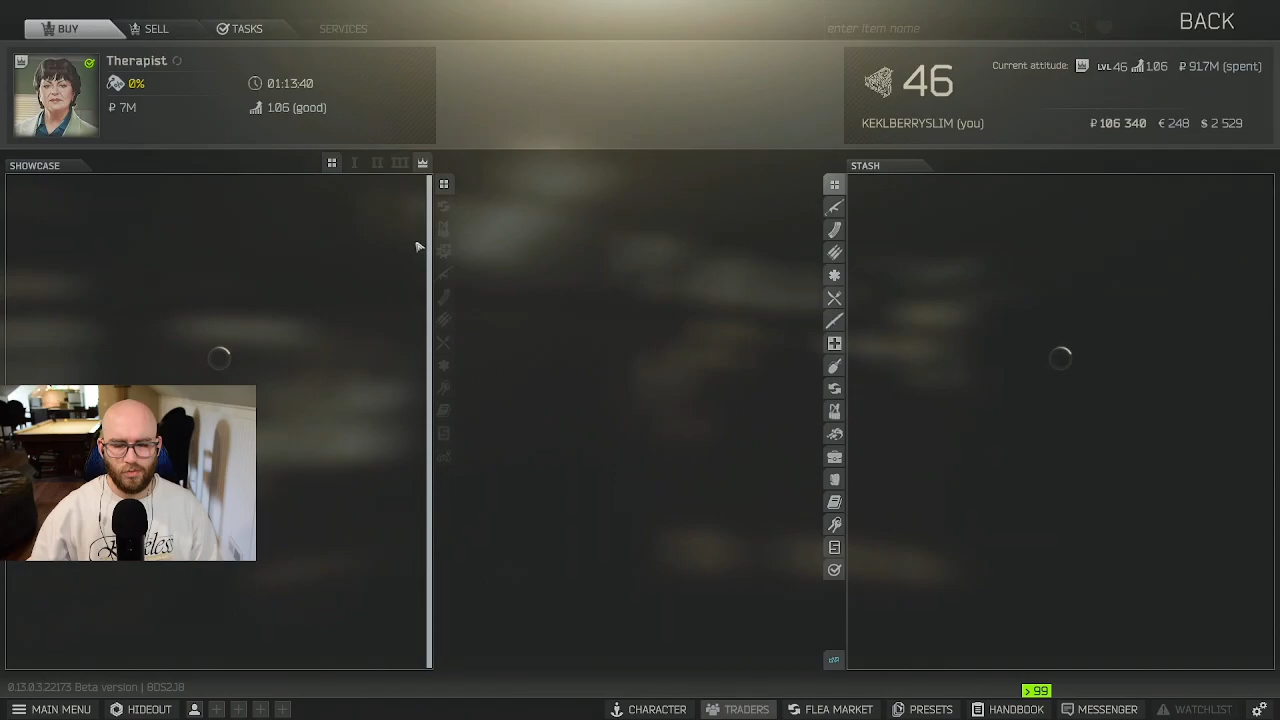 BUY
SELL
TASKS
SERVICES
enter item name
BACK
Therapist
0%
01:13:40
₽ 7M
1.06 (good)
46
Current attitude: LVL 46 1.06 ₽ 91.7M (spent)
KEKLBERRYSLIM (you)
₽ 106 340 € 248 $ 2 529
SHOWCASE
I II III
STASH
0.13.0.3.22173 Beta version | BDS2J8
> 99
MAIN MENU
HIDEOUT
CHARACTER
TRADERS
FLEA MARKET
PRESETS
HANDBOOK
MESSENGER
WATCHLIST